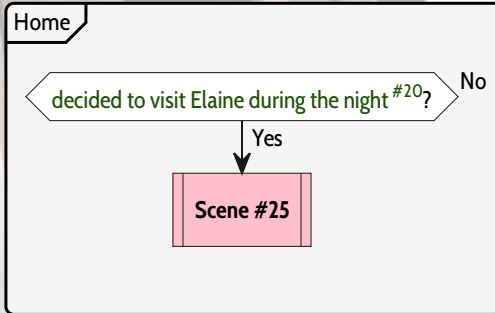 Home
decided to visit Elaine during the night #20?
No
Yes
Scene #25